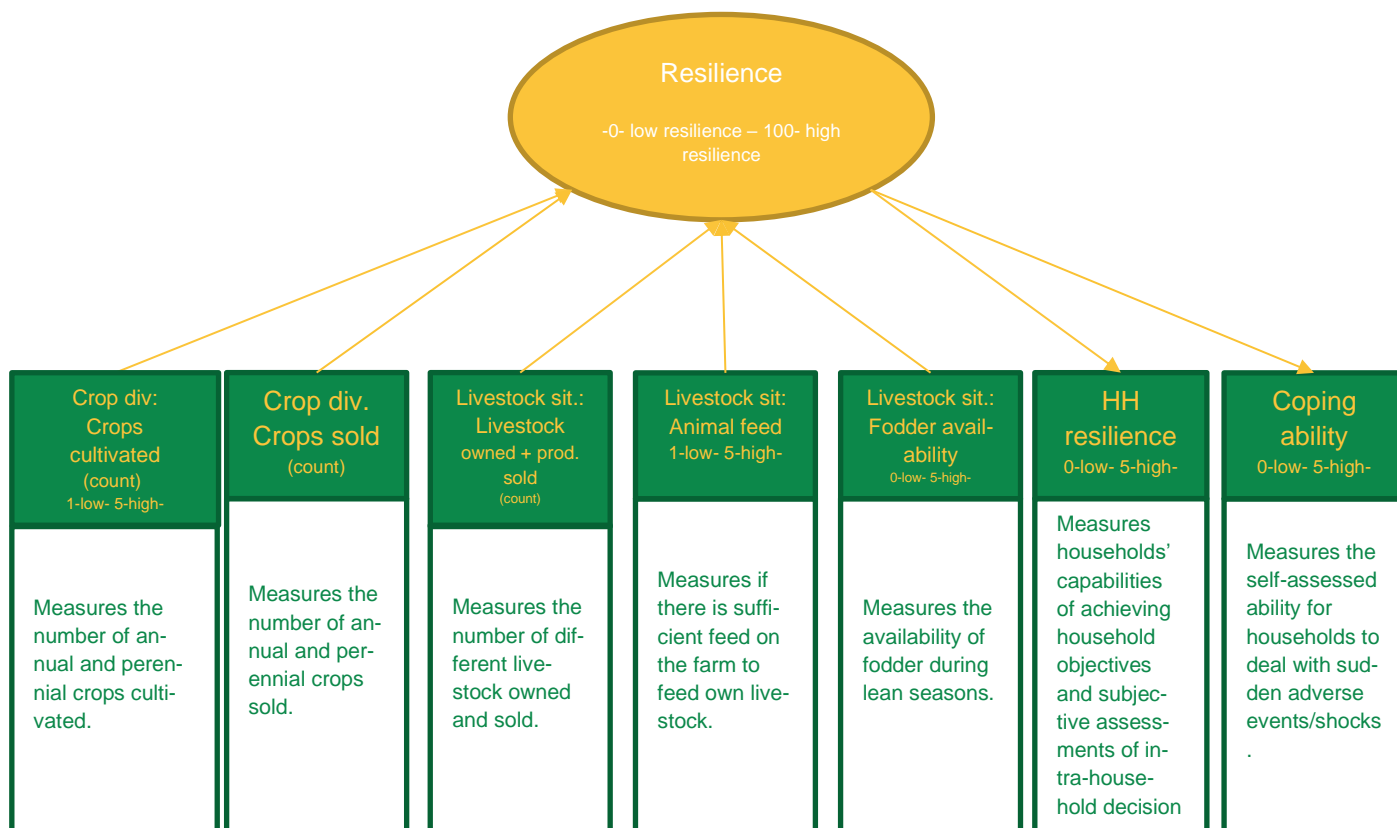 Resilience
-0- low resilience – 100- high
resilience
Crop div:
Crops
cultivated
(count)
1-low- 5-high-
Measures the
number of an-
nual and peren-
nial crops culti-
vated.
Crop div.
Crops sold
(count)
Measures the
number of an-
nual and per-
ennial crops
sold.
Livestock sit.:
Livestock
owned + prod.
sold
(count)
Measures the
number of dif-
ferent live-
stock owned
and sold.
Livestock sit:
Animal feed
1-low- 5-high-
Measures if
there is suffi-
cient feed on
the farm to
feed own live-
stock.
Livestock sit.:
Fodder avail-
ability
0-low- 5-high-
Measures the
availability of
fodder during
lean seasons.
HH
resilience
0-low- 5-high-
Measures
households’
capabilities
of achieving
household
objectives
and subjec-
tive assess-
ments of in-
tra-house-
hold decision
Coping
ability
0-low- 5-high-
Measures the
self-assessed
ability for
households to
deal with sud-
den adverse
events/shocks
.